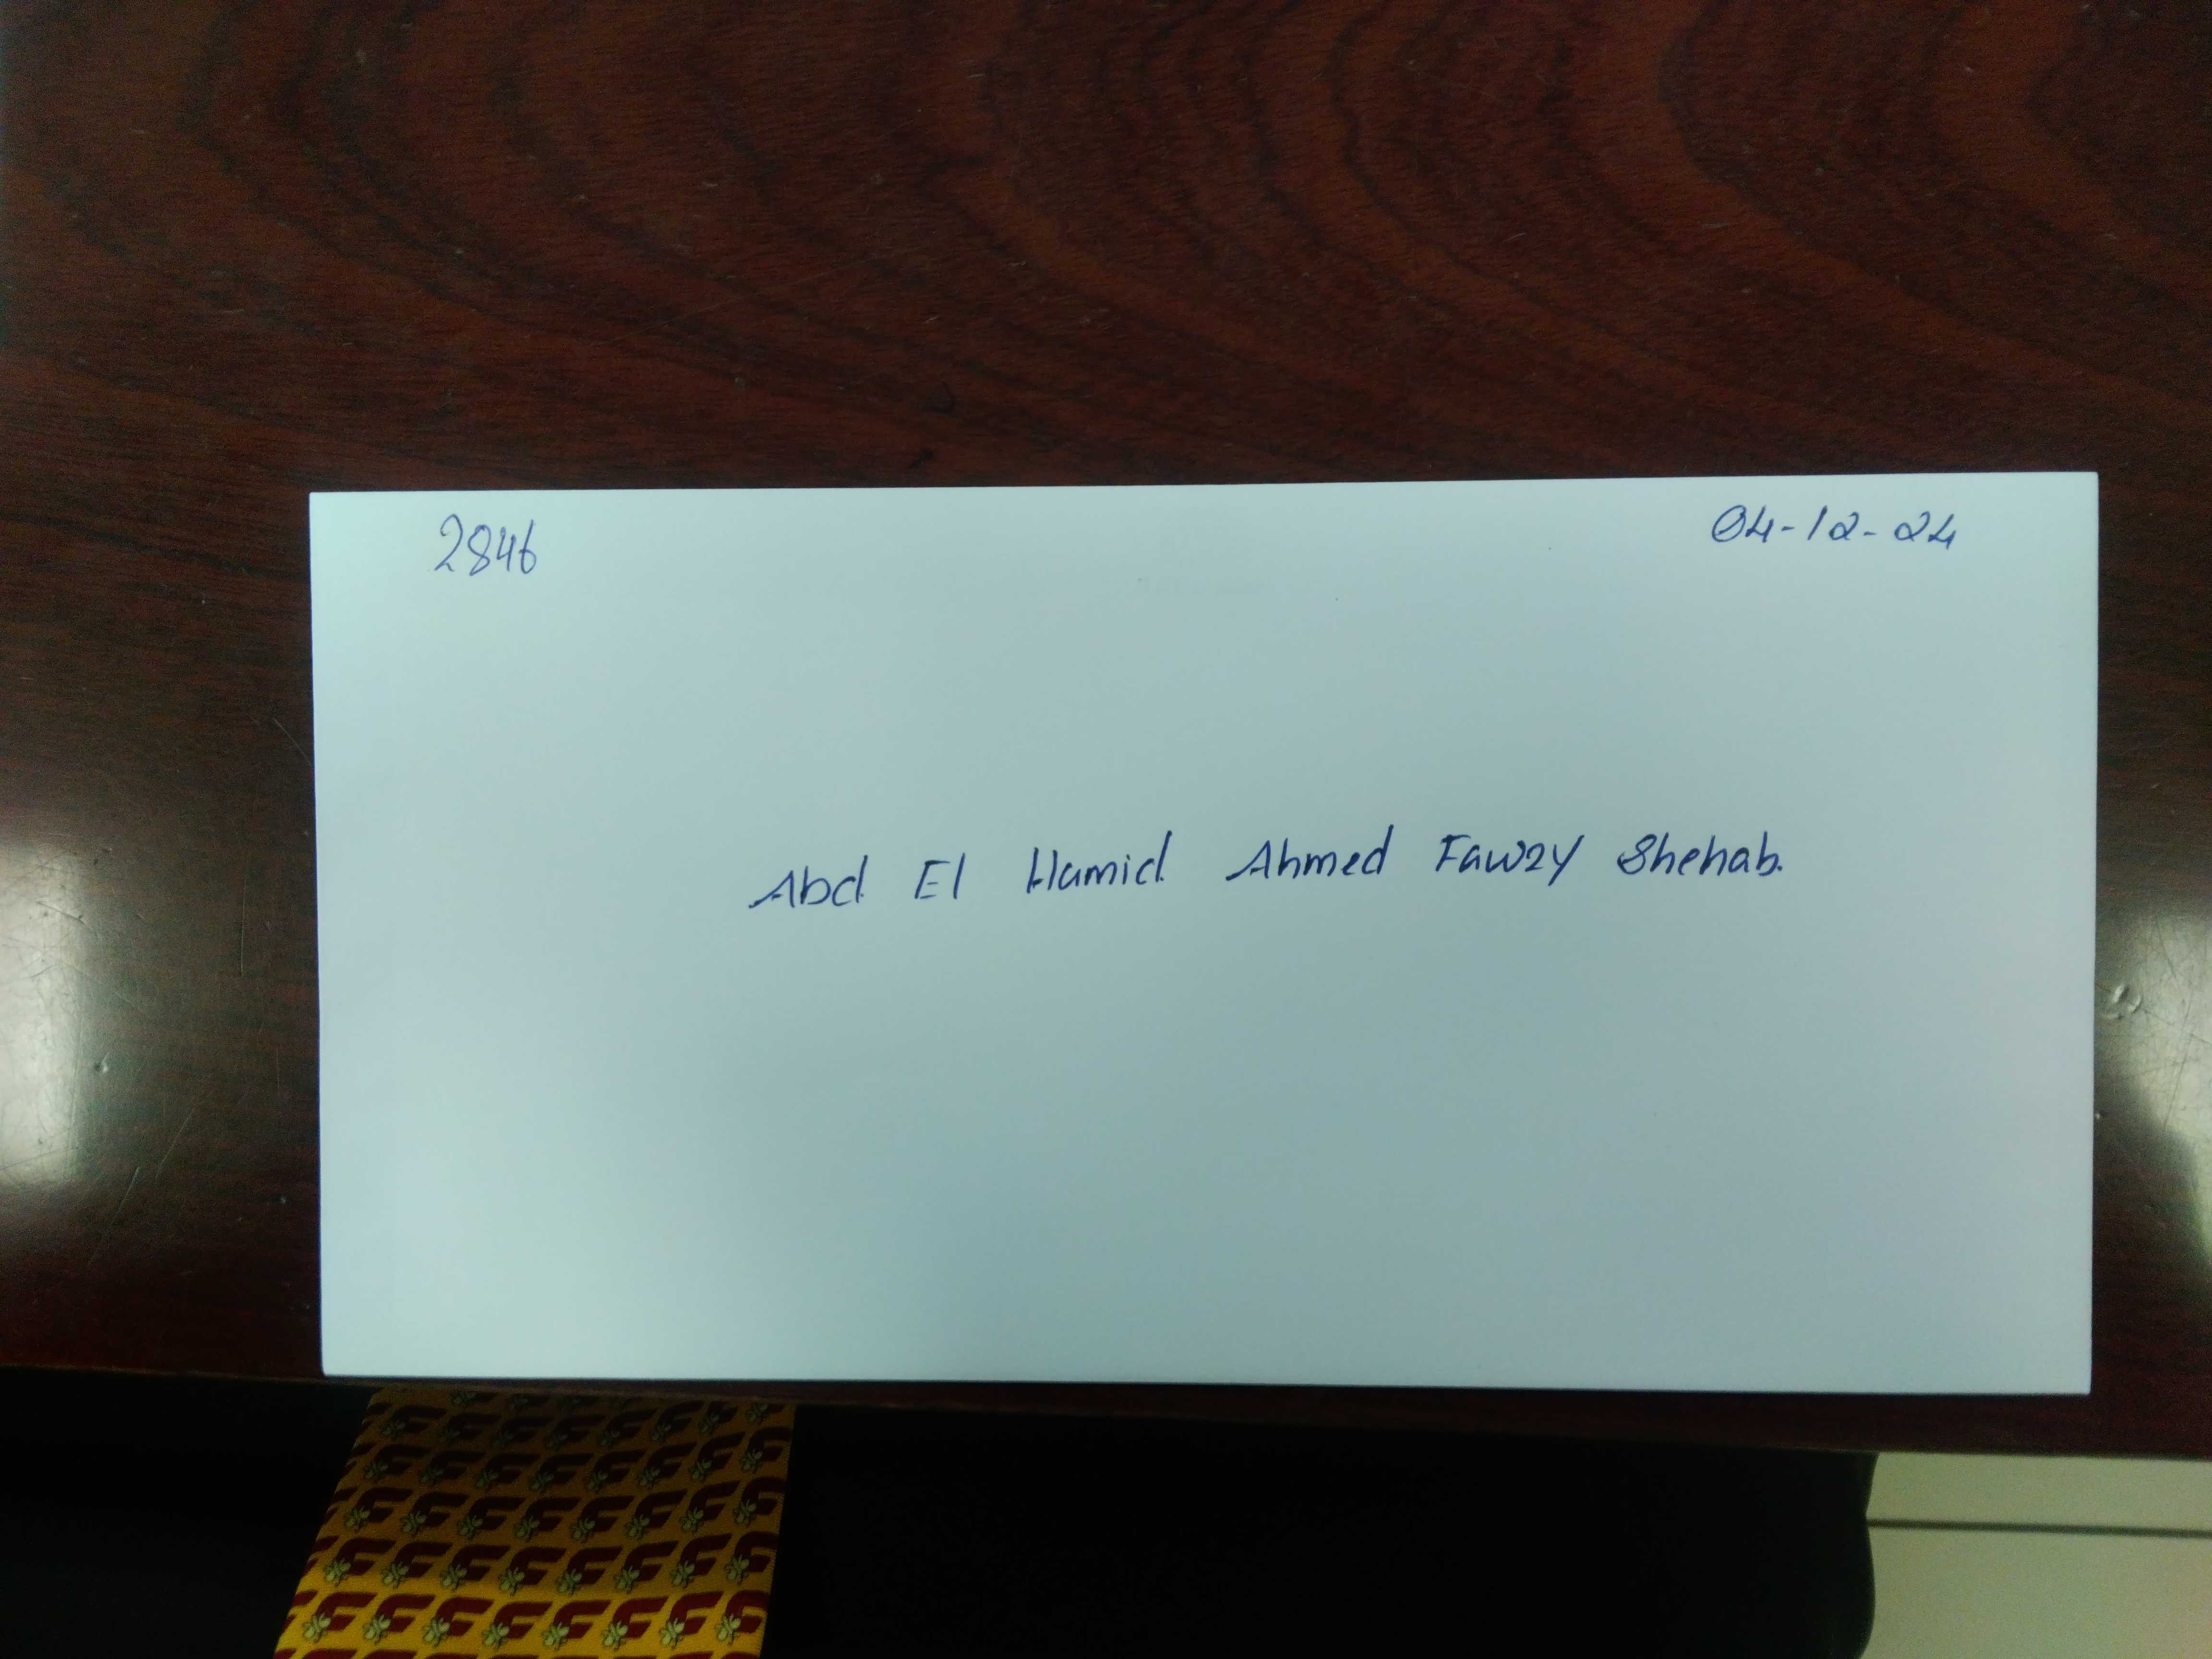 2846 04-12-24
Abd El Hamid Ahmed Fawzy Shehab.